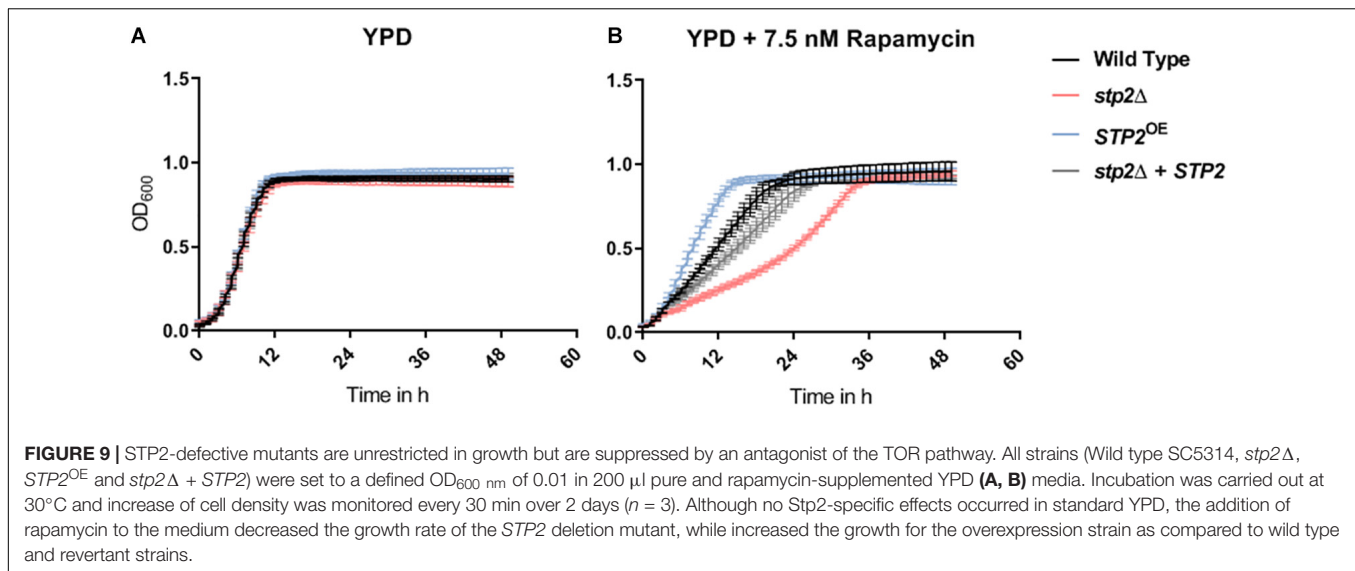 A
YPD
1.5
1.0
0.5
0.0
OD600
0
12
24
36
48
60
Time in h
B
YPD + 7.5 nM Rapamycin
1.5
1.0
0.5
0.0
0
12
24
36
48
60
Time in h
Wild Type
stp2Δ
STP2OE
stp2Δ + STP2
FIGURE 9 | STP2-defective mutants are unrestricted in growth but are suppressed by an antagonist of the TOR pathway. All strains (Wild type SC5314, stp2Δ,
STP2OE and stp2Δ + STP2) were set to a defined OD600 nm of 0.01 in 200 μl pure and rapamycin-supplemented YPD (A, B) media. Incubation was carried out at
30°C and increase of cell density was monitored every 30 min over 2 days (n = 3). Although no Stp2-specific effects occurred in standard YPD, the addition of
rapamycin to the medium decreased the growth rate of the STP2 deletion mutant, while increased the growth for the overexpression strain as compared to wild type
and revertant strains.